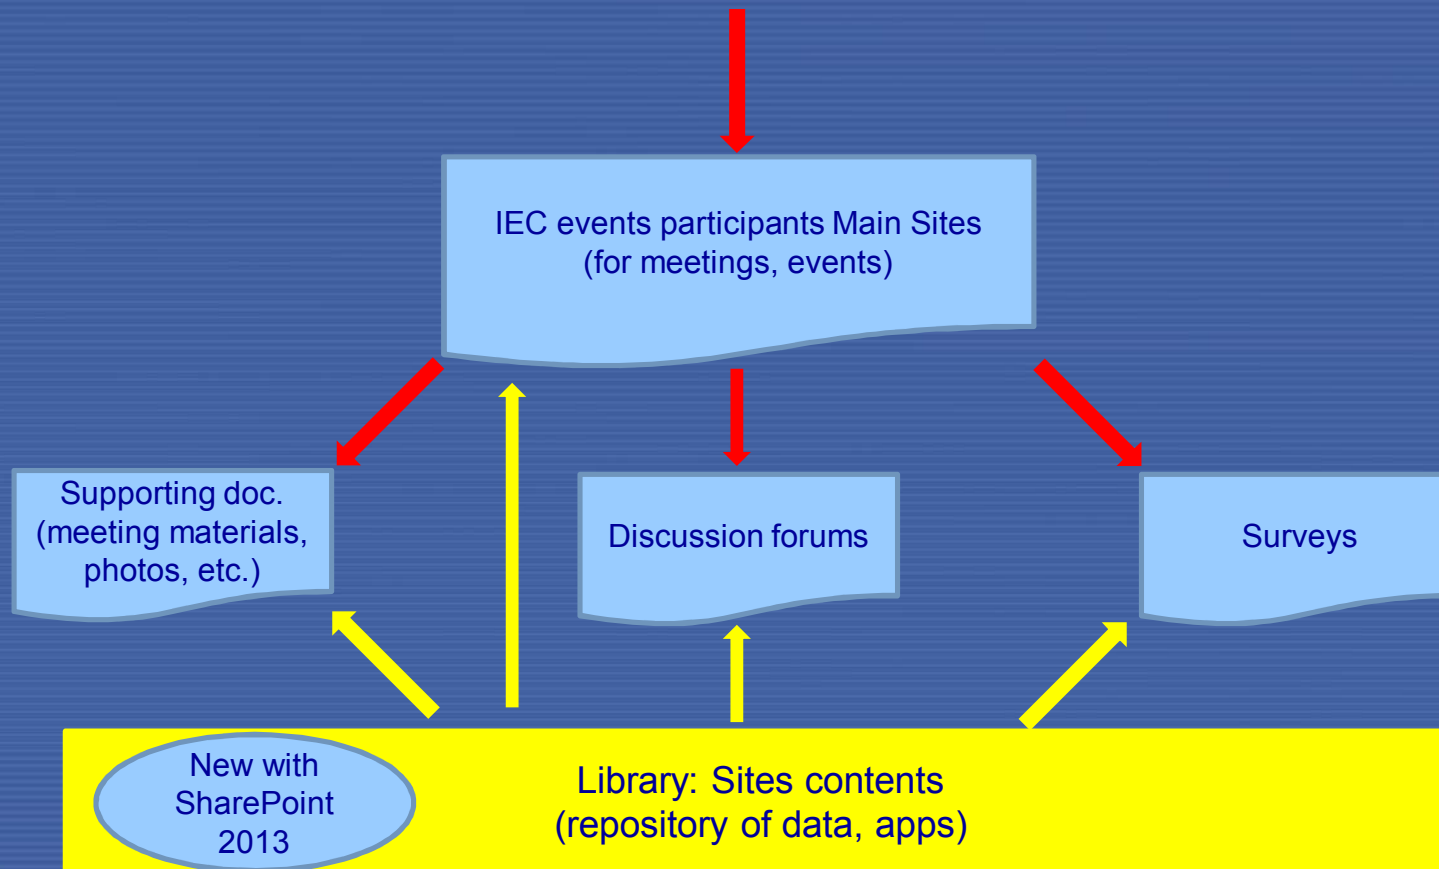 IEC events participants Main Sites
(for meetings, events)
Supporting doc.
(meeting materials,
photos, etc.)
Discussion forums
Surveys
New with
SharePoint
2013
Library: Sites contents
(repository of data, apps)